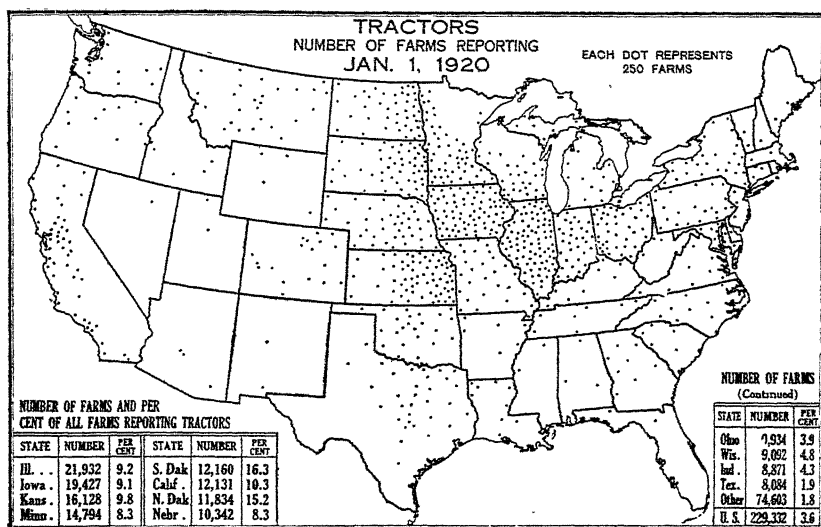 TRACTORS
NUMBER OF FARMS REPORTING
JAN. 1, 1920
EACH DOT REPRESENTS
250 FARMS
NUMBER OF FARMS AND PER
CENT OF ALL FARMS REPORTING TRACTORS
STATE NUMBER PER CENT STATE NUMBER PER CENT
Ill. . . 21,932 9.2 S. Dak 12,160 16.3
Iowa . 19,427 9.1 Calif . 12,131 10.3
Kans . 16,128 9.8 N. Dak 11,834 15.2
Minn . 14,794 8.3 Nebr . 10,342 8.3
NUMBER OF FARMS
(Continued)
STATE NUMBER PER CENT
Ohio 9,934 3.9
Wis. 9,092 4.8
Ind . 8,871 4.3
Tex. 8,084 1.9
Other 74,603 1.8
U. S. 229,332 3.6